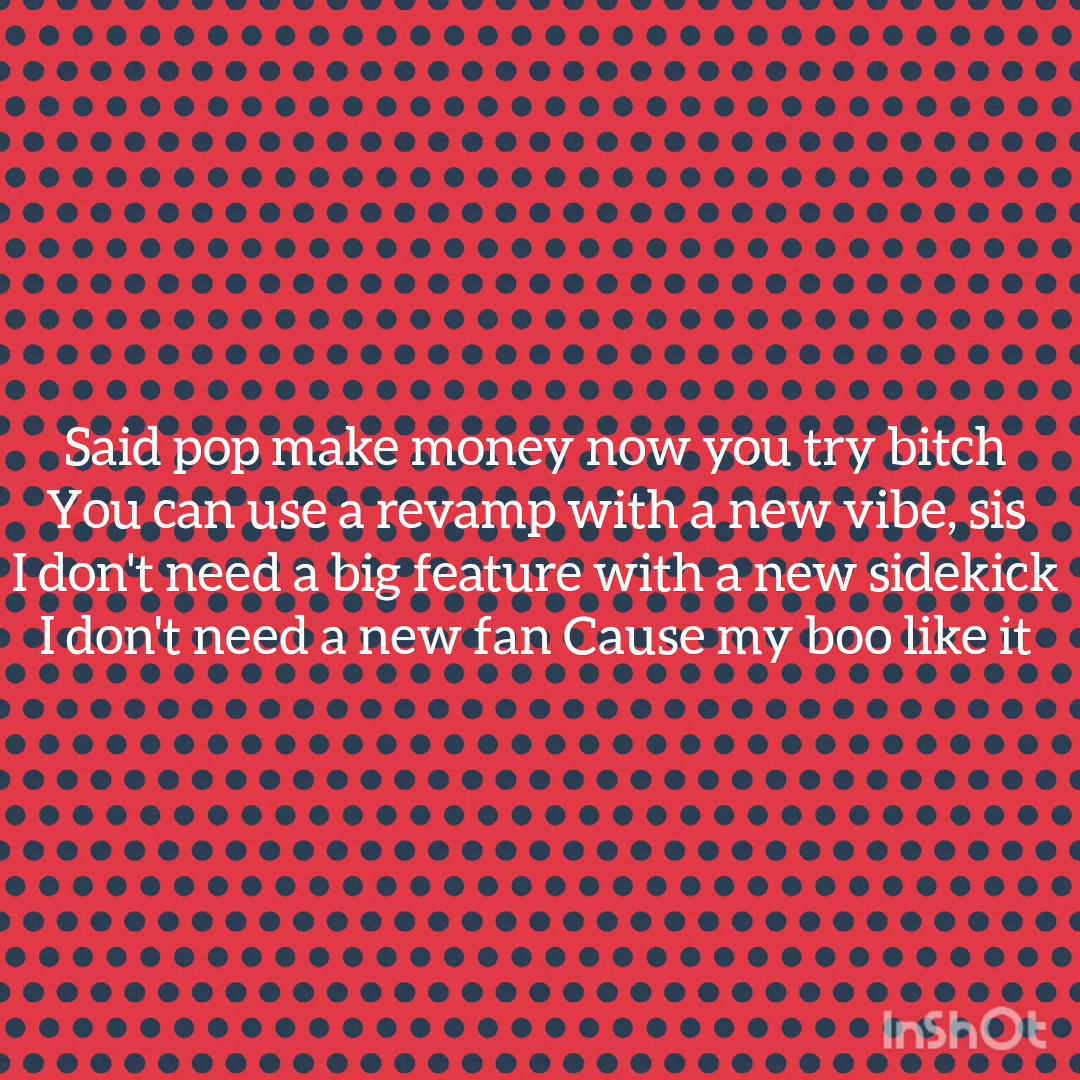 Said pop make money now you try bitch
You can use a revamp with a new vibe, sis
I don't need a big feature with a new sidekick
I don't need a new fan Cause my boo like it
InShOt